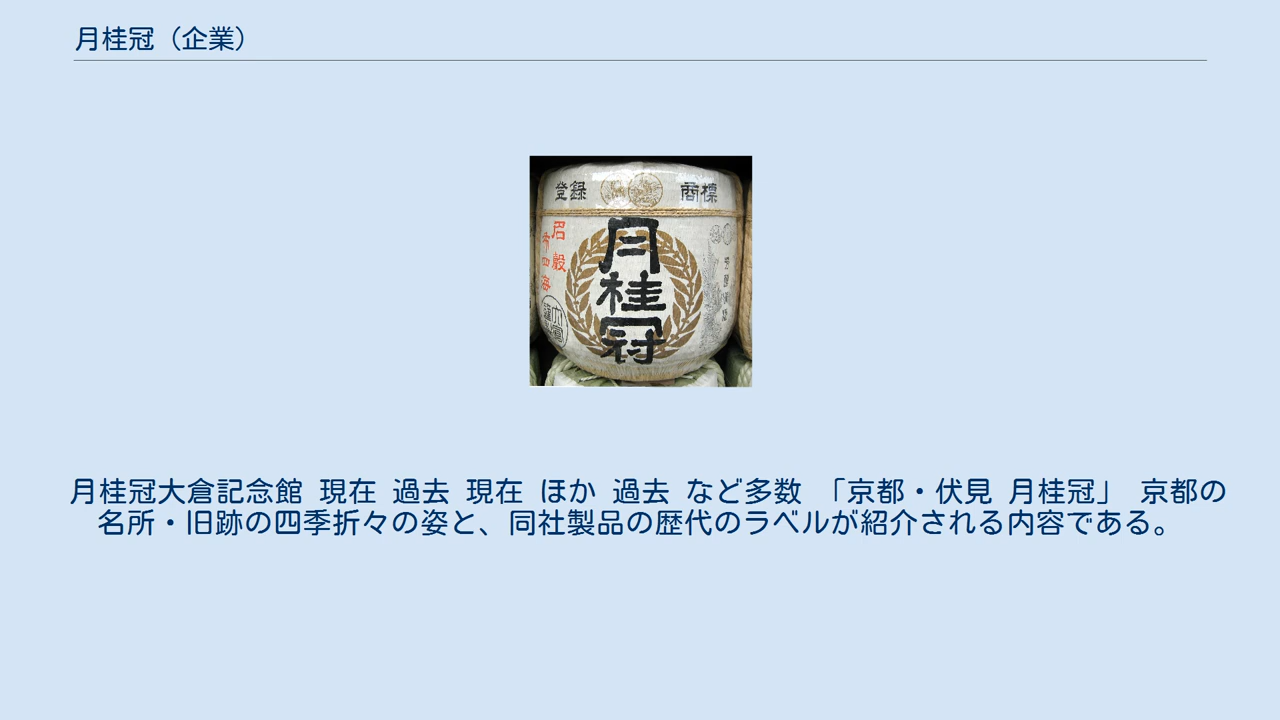 月桂冠（企業）
登録 商標
月桂冠
月桂冠大倉記念館 現在 過去 現在 ほか 過去 など多数 「京都・伏見 月桂冠」 京都の
名所・旧跡の四季折々の姿と、同社製品の歴代のラベルが紹介される内容である。